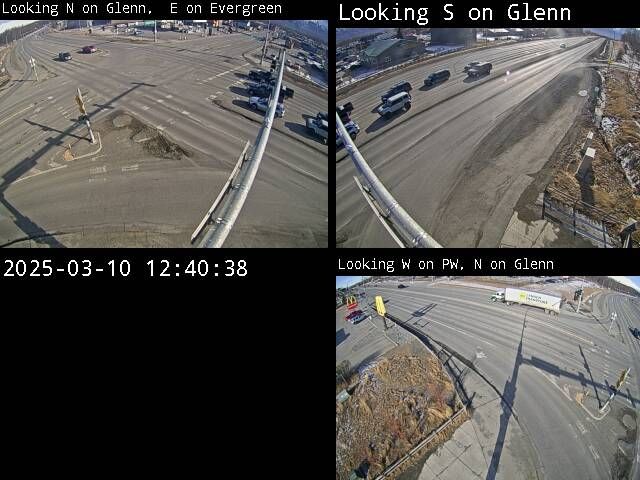 Looking N on Glenn,  E on Evergreen
Looking S on Glenn
2025-03-10 12:40:38
Looking W on PW, N on Glenn